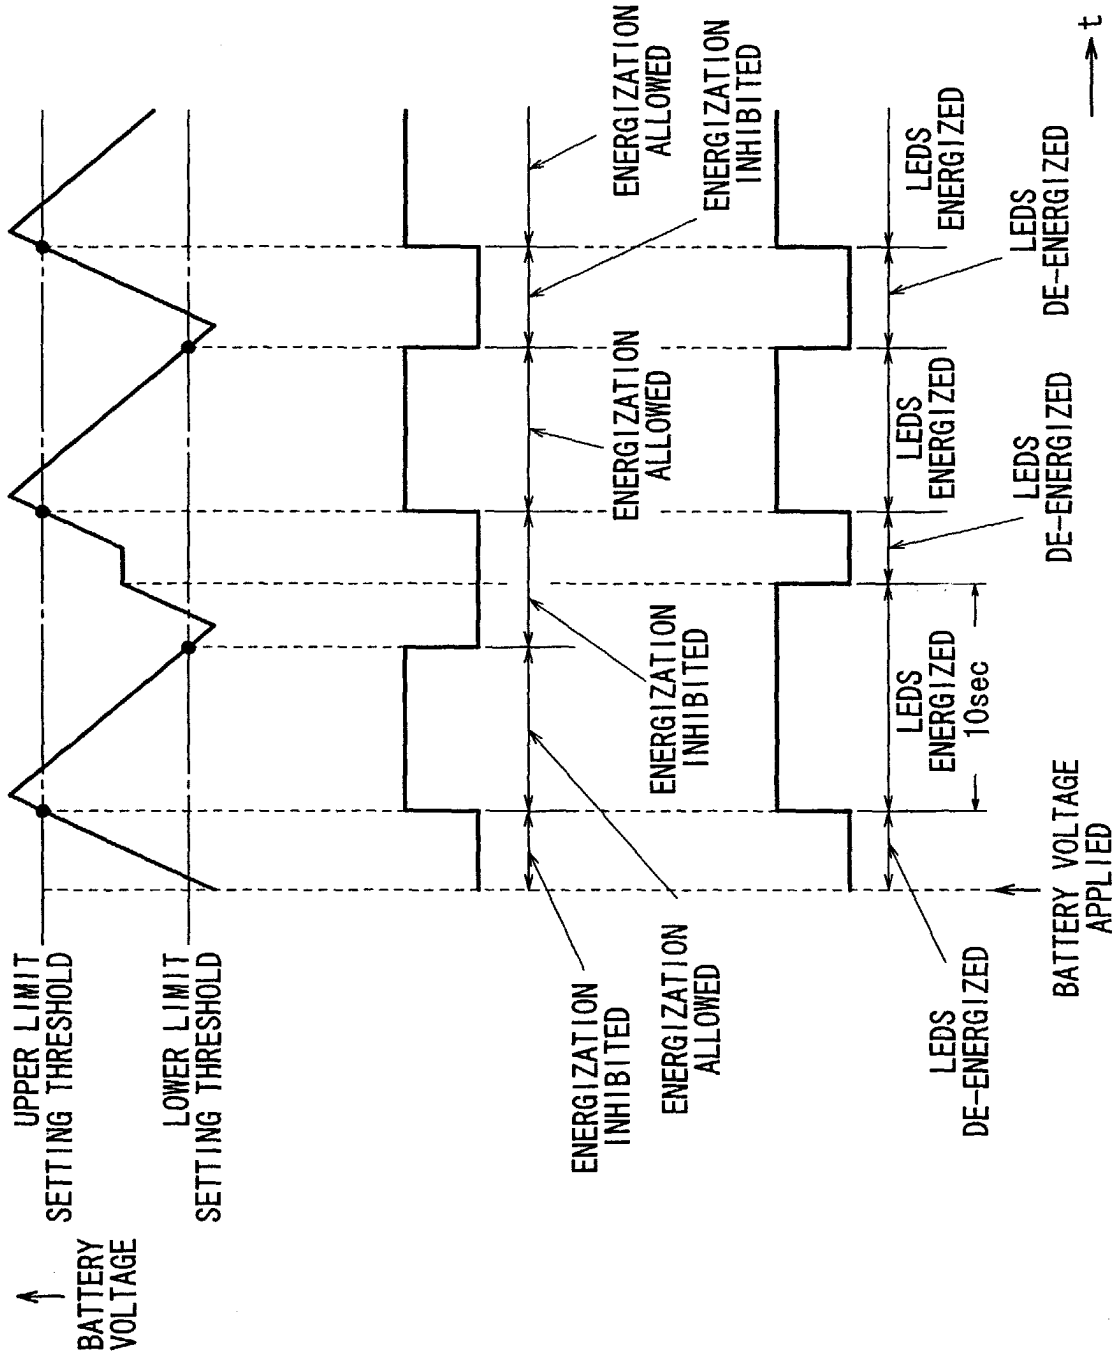 BATTERY
VOLTAGE
UPPER LIMIT
SETTING THRESHOLD
LOWER LIMIT
SETTING THRESHOLD
ENERGIZATION
INHIBITED
ENERGIZATION
ALLOWED
ENERGIZATION
INHIBITED
ENERGIZATION
ALLOWED
ENERGIZATION
INHIBITED
ENERGIZATION
ALLOWED
LEDS
DE-ENERGIZED
LEDS
ENERGIZED
10sec
LEDS
DE-ENERGIZED
LEDS
ENERGIZED
LEDS
DE-ENERGIZED
LEDS
ENERGIZED
BATTERY VOLTAGE
APPLIED
t